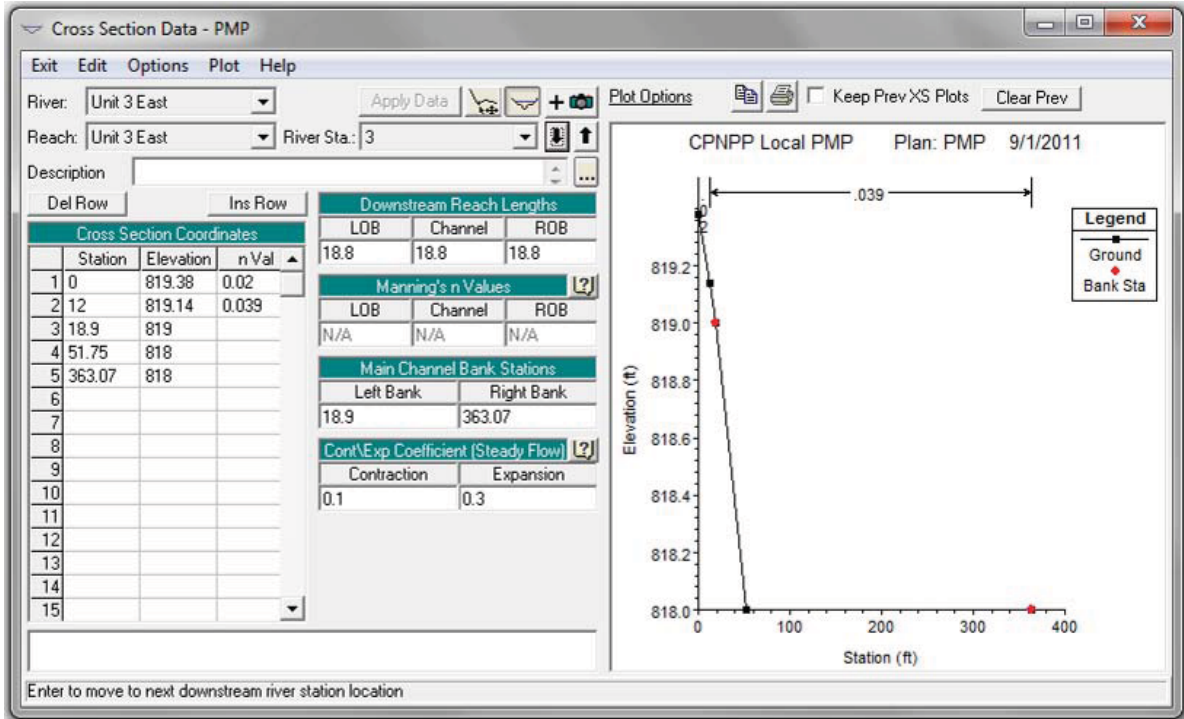 Cross Section Data - PMP
Exit Edit Options Plot Help
River: Unit 3 East
Apply Data
+
Plot Options
Keep Prev XS Plots
Clear Prev
Reach: Unit 3 East
River Sta.: 3
Description
...
Del Row
Ins Row
Cross Section Coordinates
Station Elevation n Val
1 0 819.38 0.02
2 12 819.14 0.039
3 18.9 819
4 51.75 818
5 363.07 818
6
7
8
9
10
11
12
13
14
15
Downstream Reach Lengths
LOB Channel ROB
18.8 18.8 18.8
Manning's n Values
LOB Channel ROB
N/A N/A N/A
Main Channel Bank Stations
Left Bank Right Bank
18.9 363.07
Cont\Exp Coefficient (Steady Flow)
Contraction Expansion
0.1 0.3
CPNPP Local PMP Plan: PMP 9/1/2011
.02
.039
Legend
Ground
Bank Sta
819.2
819.0
818.8
818.6
818.4
818.2
818.0
Elevation (ft)
0 100 200 300 400
Station (ft)
Enter to move to next downstream river station location